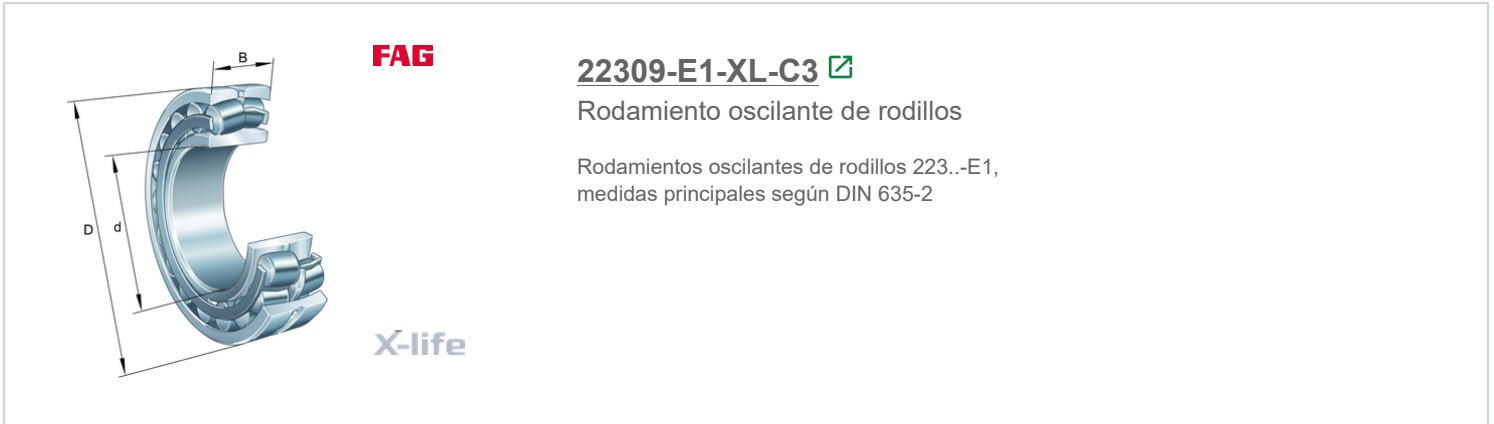 B
FAG
22309-E1-XL-C3
Rodamiento oscilante de rodillos
Rodamientos oscilantes de rodillos 223..-E1,
medidas principales según DIN 635-2
D
d
X-life